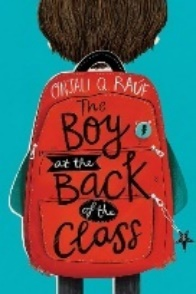 ONJALI Q. RAÚF
The
Boy
at the
Back
of the
Class